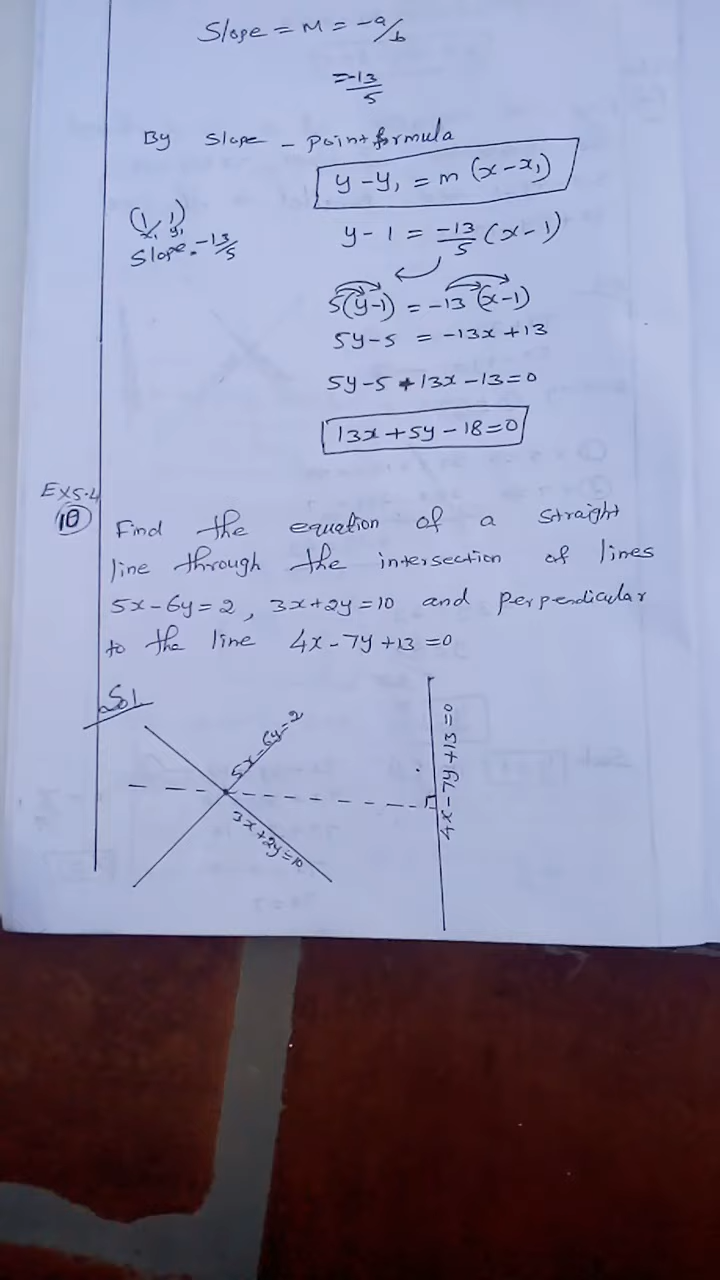 Slope = M = -a/b
= -13/5
By slope - point formula
y - y₁ = m (x - x₁)
(1, 1)
x₁ y₁
Slope = -13/5
y - 1 = -13/5 (x - 1)
5(y-1) = -13 (x-1)
5y-5 = -13x+13
5y-5+13x-13=0
13x+5y-18=0
Ex5.4
10 Find the equation of a straight
line through the intersection of lines
5x-6y=2, 3x+2y=10 and perpendicular
to the line 4x-7y+13=0
Sol
5x-6y=2
3x+2y=10
4x-7y+13=0